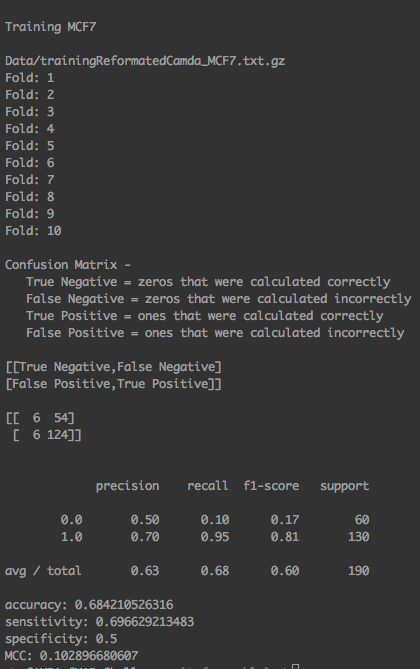 Training MCF7
Data/trainingReformatedCamda_MCF7.txt.gz
Fold: 1
Fold: 2
Fold: 3
Fold: 4
Fold: 5
Fold: 6
Fold: 7
Fold: 8
Fold: 9
Fold: 10
Confusion Matrix -
True Negative = zeros that were calculated correctly
False Negative = zeros that were calculated incorrectly
True Positive = ones that were calculated correctly
False Positive = ones that were calculated incorrectly
[[True Negative,False Negative]
[False Positive,True Positive]]
[[ 6 54]
[ 6 124]]
precision recall f1-score support
0.0 0.50 0.10 0.17 60
1.0 0.70 0.95 0.81 130
avg / total 0.63 0.68 0.60 190
accuracy: 0.684210526316
sensitivity: 0.696629213483
specificity: 0.5
MCC: 0.102896680607